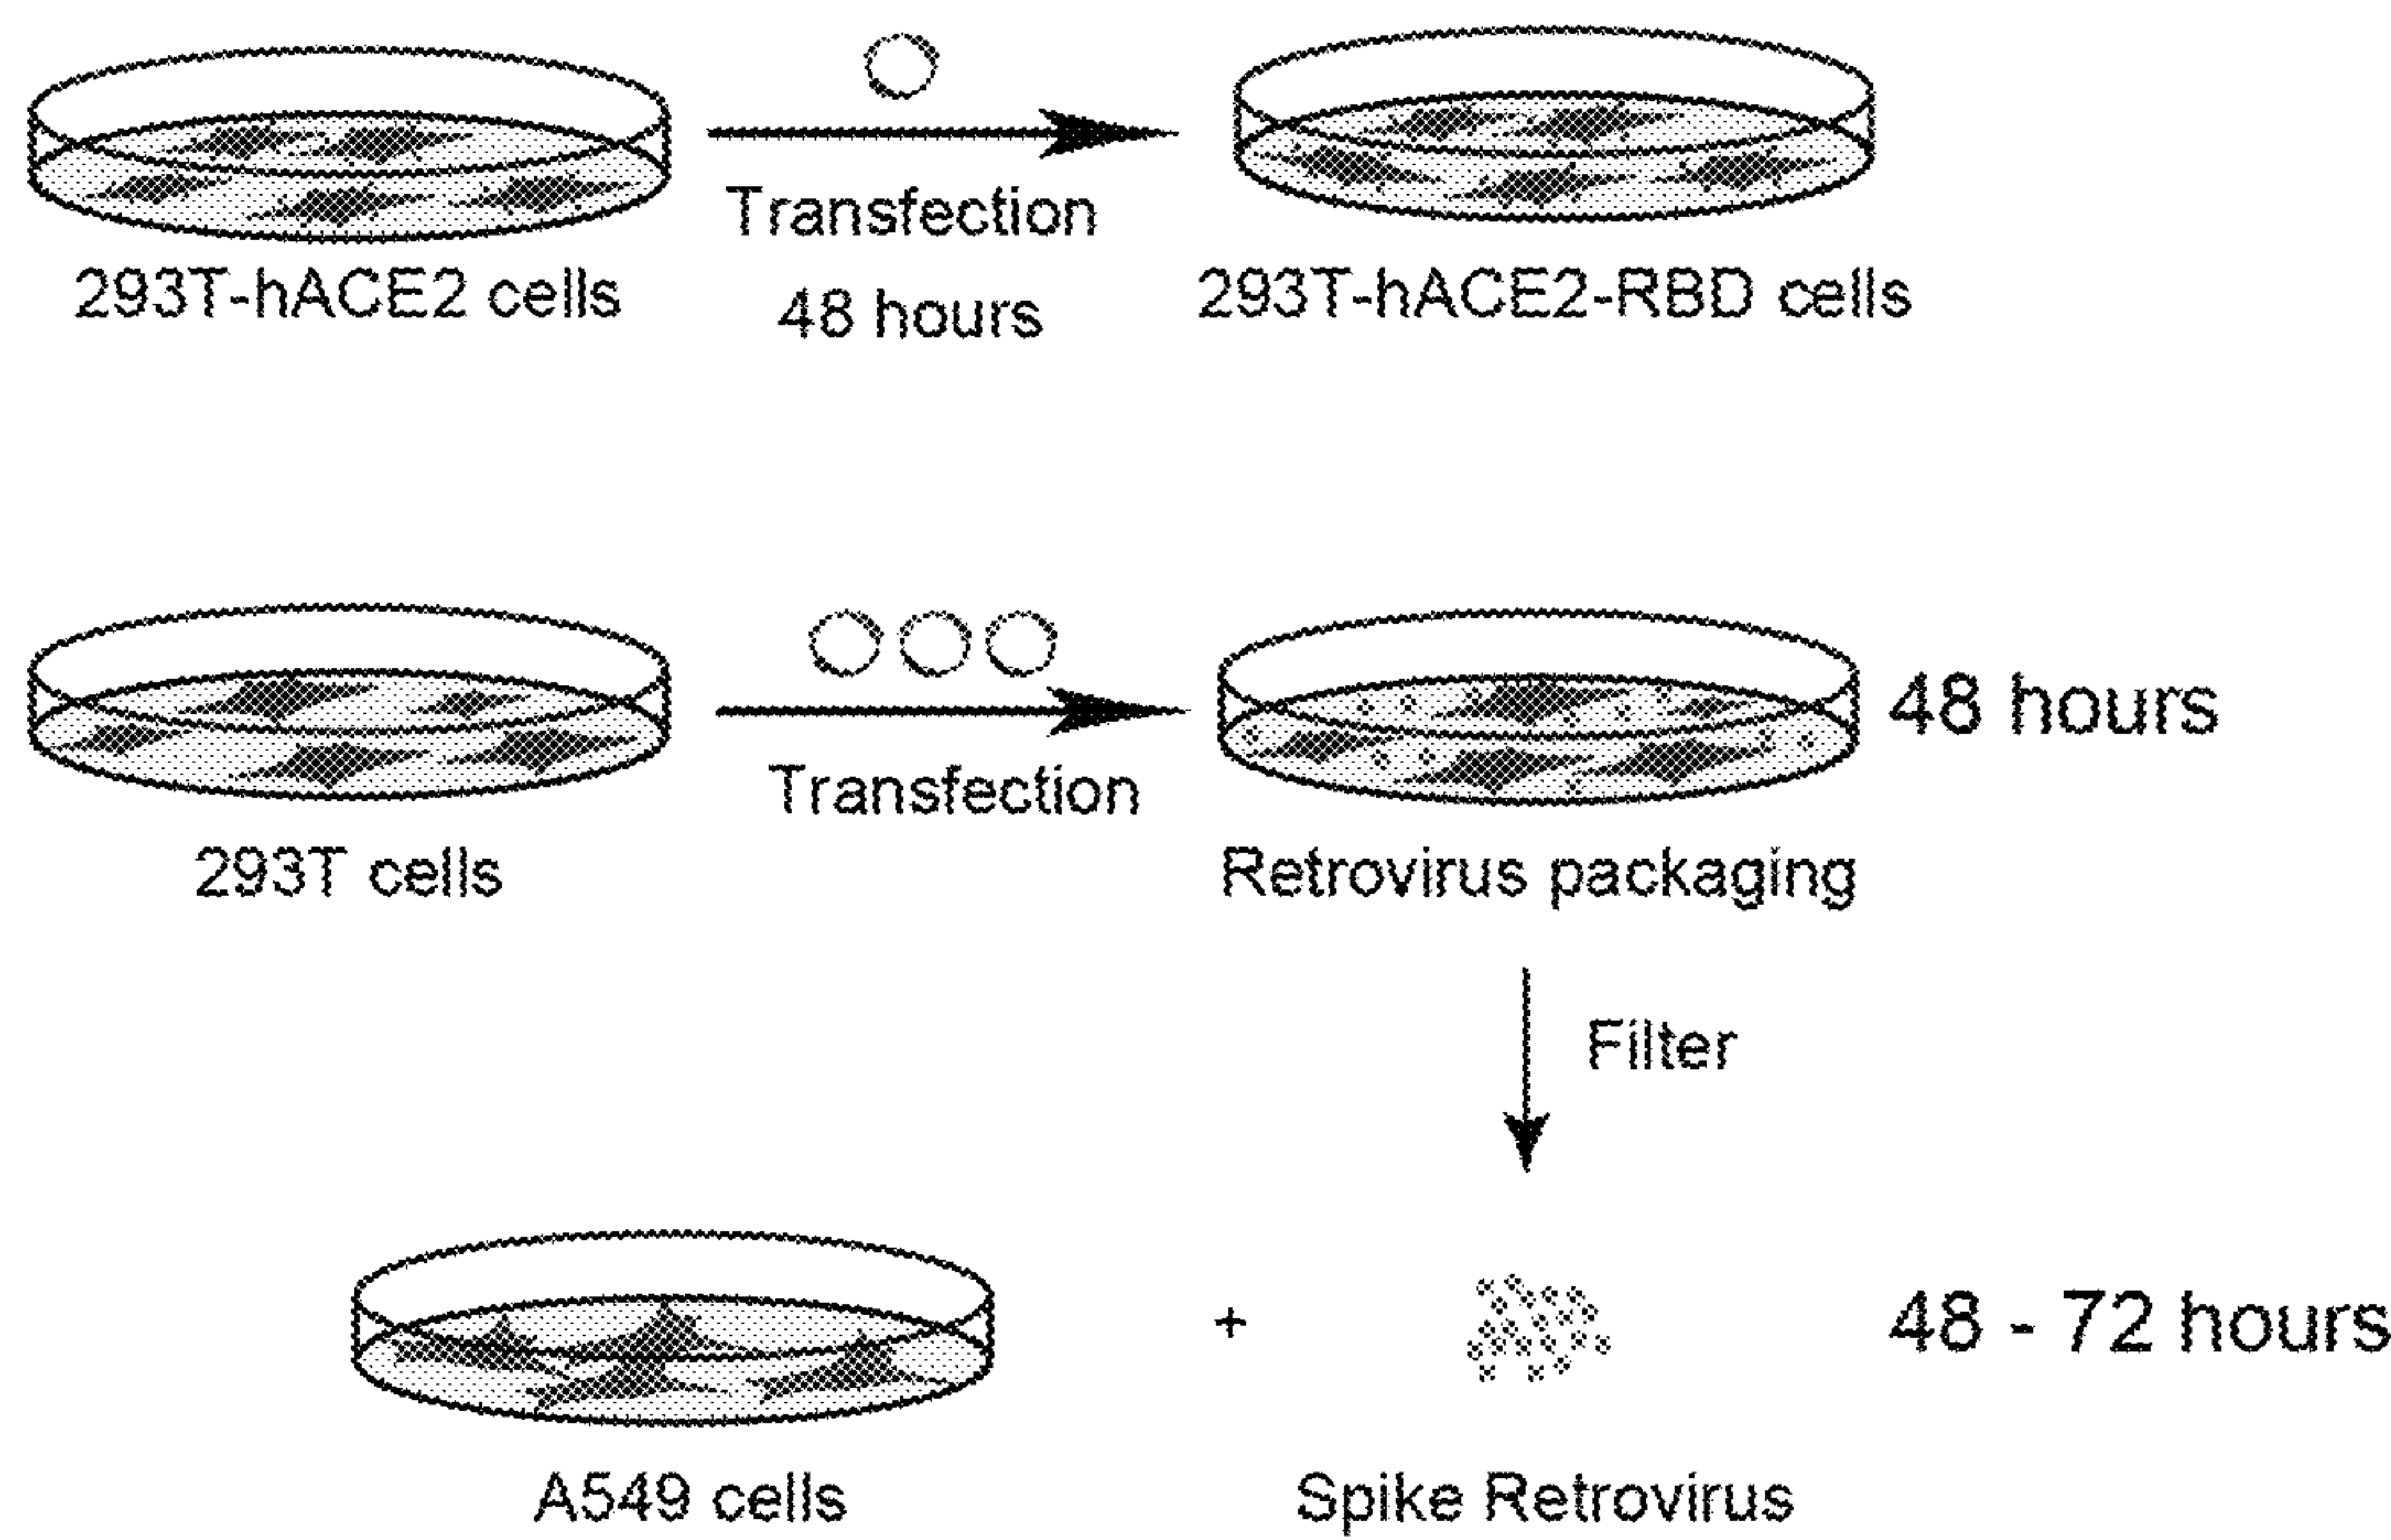 Transfection
293T-hACE2 cells
48 hours
293T-hACE2-RBD cells
Transfection
48 hours
293T cells
Retrovirus packaging
Filter
+
48 - 72 hours
A549 cells
Spike Retrovirus